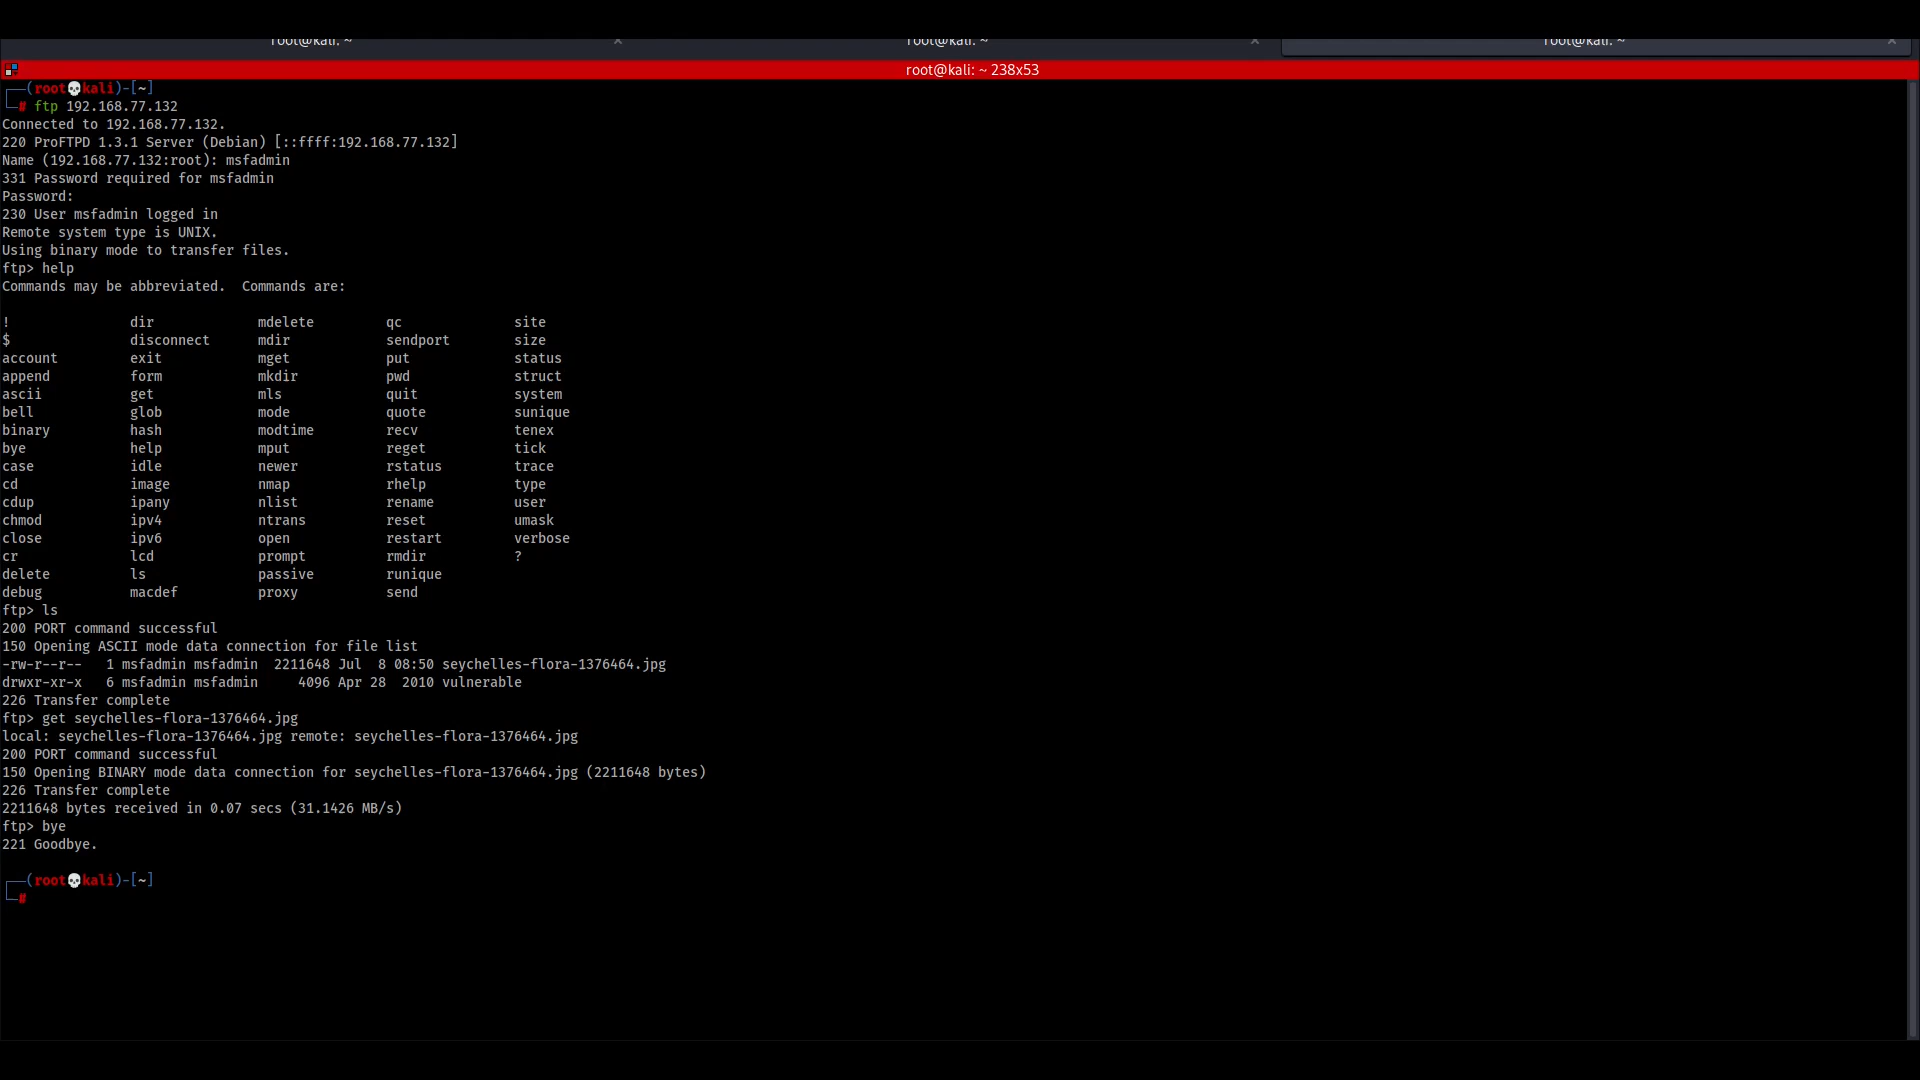 root@kali: ~ × root@kali: ~ × root@kali: ~ ×
root@kali: ~ 238x53
┌──(root💀kali)-[~]
└─# ftp 192.168.77.132
Connected to 192.168.77.132.
220 ProFTPD 1.3.1 Server (Debian) [::ffff:192.168.77.132]
Name (192.168.77.132:root): msfadmin
331 Password required for msfadmin
Password:
230 User msfadmin logged in
Remote system type is UNIX.
Using binary mode to transfer files.
ftp> help
Commands may be abbreviated.  Commands are:

!               dir             mdelete         qc              site
$               disconnect      mdir            sendport        size
account         exit            mget            put             status
append          form            mkdir           pwd             struct
ascii           get             mls             quit            system
bell            glob            mode            quote           sunique
binary          hash            modtime         recv            tenex
bye             help            mput            reget           tick
case            idle            newer           rstatus         trace
cd              image           nmap            rhelp           type
cdup            ipany           nlist           rename          user
chmod           ipv4            ntrans          reset           umask
close           ipv6            open            restart         verbose
cr              lcd             prompt          rmdir           ?
delete          ls              passive         runique
debug           macdef          proxy           send
ftp> ls
200 PORT command successful
150 Opening ASCII mode data connection for file list
-rw-r--r--   1 msfadmin msfadmin  2211648 Jul  8 08:50 seychelles-flora-1376464.jpg
drwxr-xr-x   6 msfadmin msfadmin     4096 Apr 28  2010 vulnerable
226 Transfer complete
ftp> get seychelles-flora-1376464.jpg
local: seychelles-flora-1376464.jpg remote: seychelles-flora-1376464.jpg
200 PORT command successful
150 Opening BINARY mode data connection for seychelles-flora-1376464.jpg (2211648 bytes)
226 Transfer complete
2211648 bytes received in 0.07 secs (31.1426 MB/s)
ftp> bye
221 Goodbye.

┌──(root💀kali)-[~]
└─#